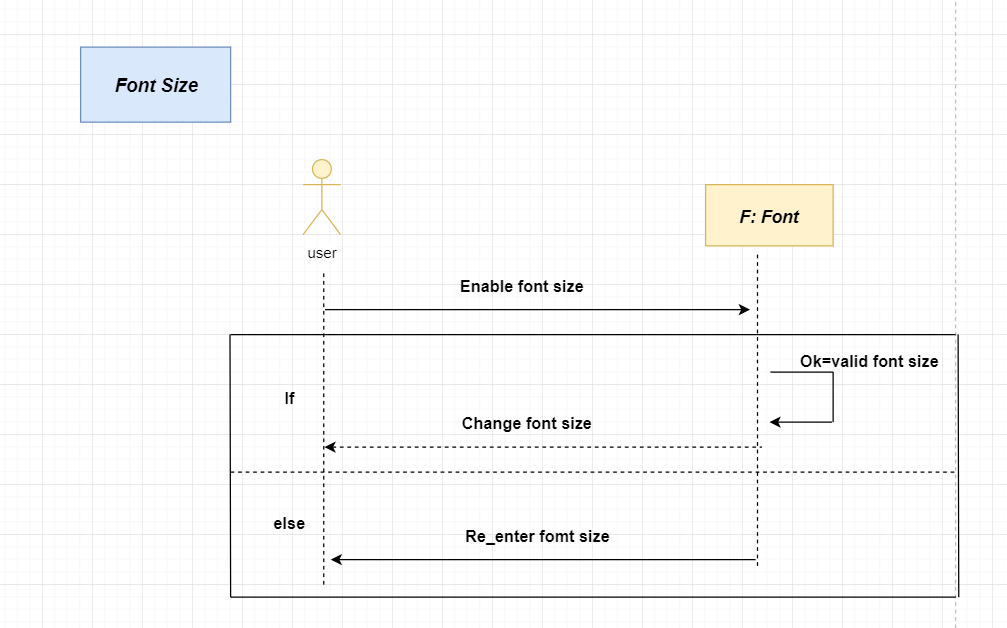 Font Size
user
F: Font
Enable font size
Ok=valid font size
If
Change font size
else
Re_enter fomt size